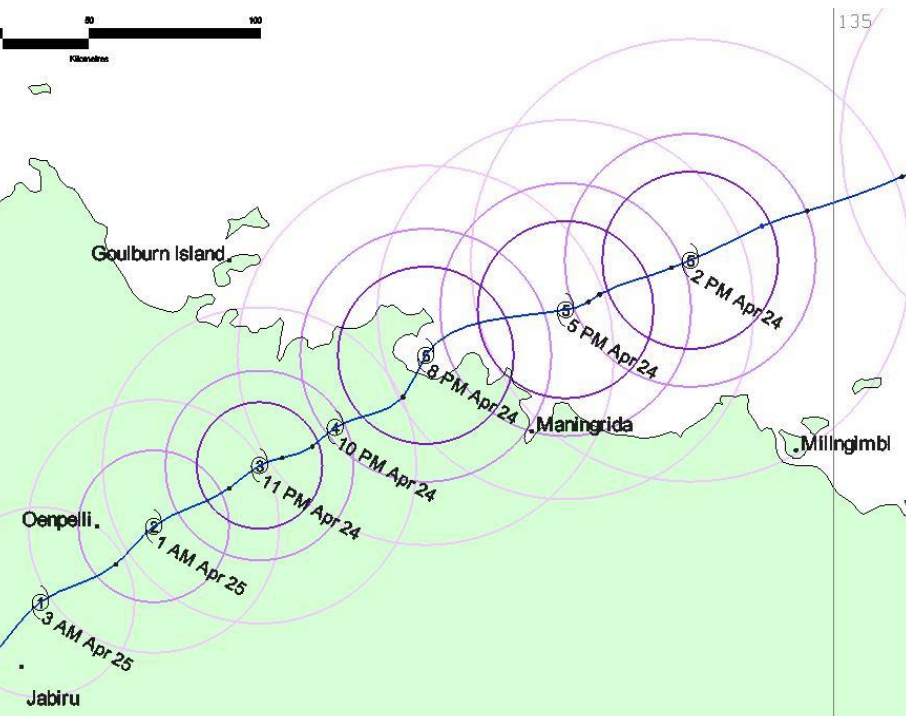 50
100
Kilometres
135
Goulburn Island
5
2 PM Apr 24
5
5 PM Apr 24
5
8 PM Apr 24
Maningrida
4
10 PM Apr 24
Milingimbi
3
11 PM Apr 24
Oenpelli
2
1 AM Apr 25
1
3 AM Apr 25
Jabiru